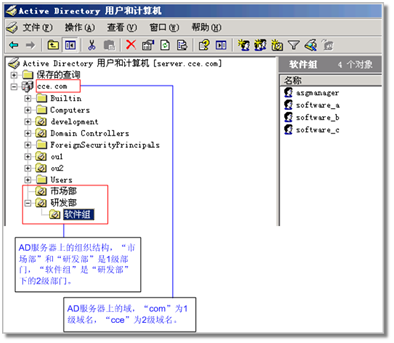 Active Directory 用户和计算机
文件(F) 操作(A) 查看(V) 窗口(W) 帮助(H)
Active Directory 用户和计算机 [server.cce.com]
保存的查询
cce.com
Builtin
Computers
development
Domain Controllers
ForeignSecurityPrincipals
ou1
ou2
Users
市场部
研发部
软件组
软件组 4 个对象
名称
asgmanager
software_a
software_b
software_c
AD服务器上的组织结构，“市
场部”和“研发部”是1级部
门，“软件组”是“研发部”
下的2级部门。
AD服务器上的域，“com”为1
级域名，“cce”为2级域名。